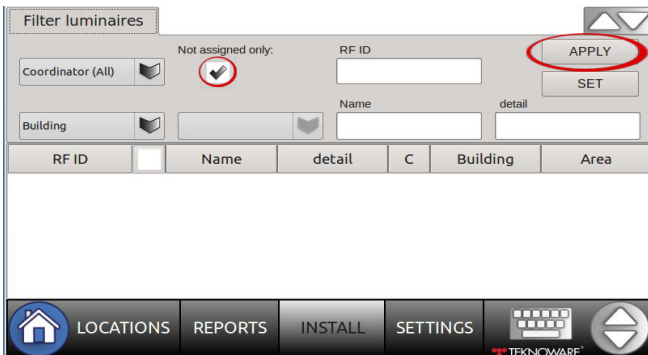 Filter luminaires
Not assigned only:
RF ID
APPLY
Coordinator (All)
SET
Name
detail
Building
RF ID Name detail C Building Area
LOCATIONS REPORTS INSTALL SETTINGS
TEKNOWARE